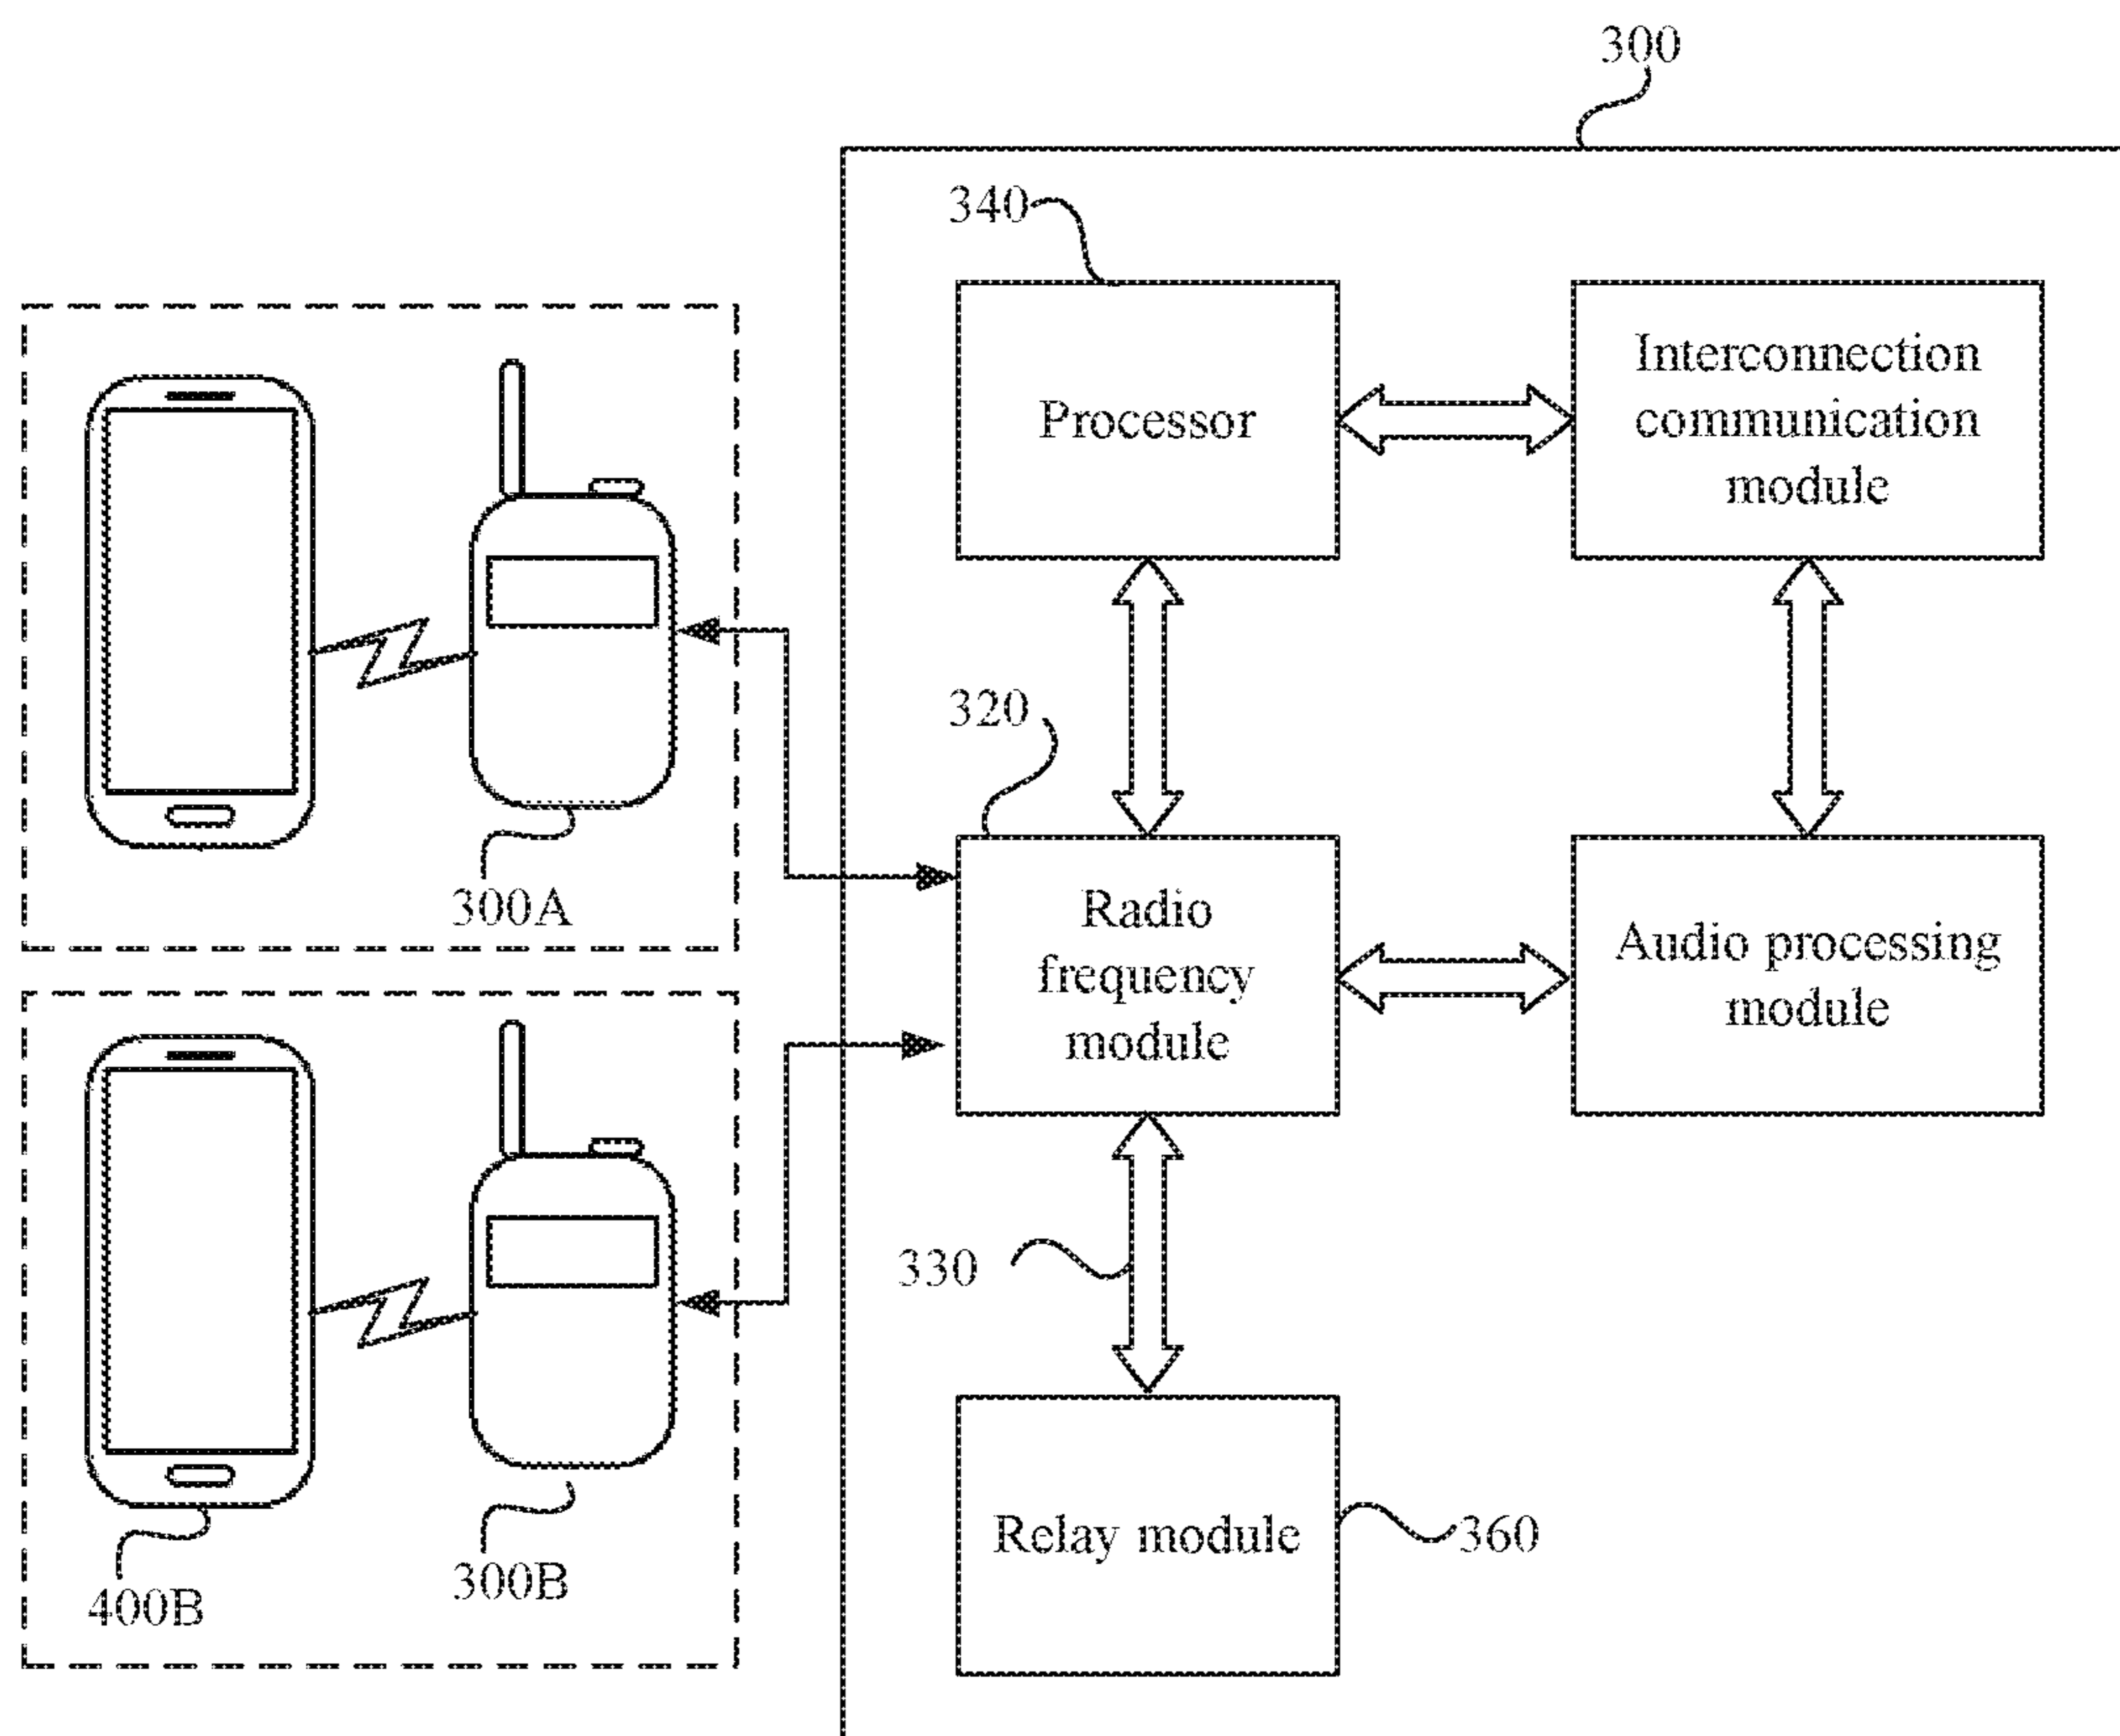 300
340
Processor
Interconnection
communication
module
320
300A
Radio
frequency
module
Audio processing
module
330
Relay module
360
300B
400B